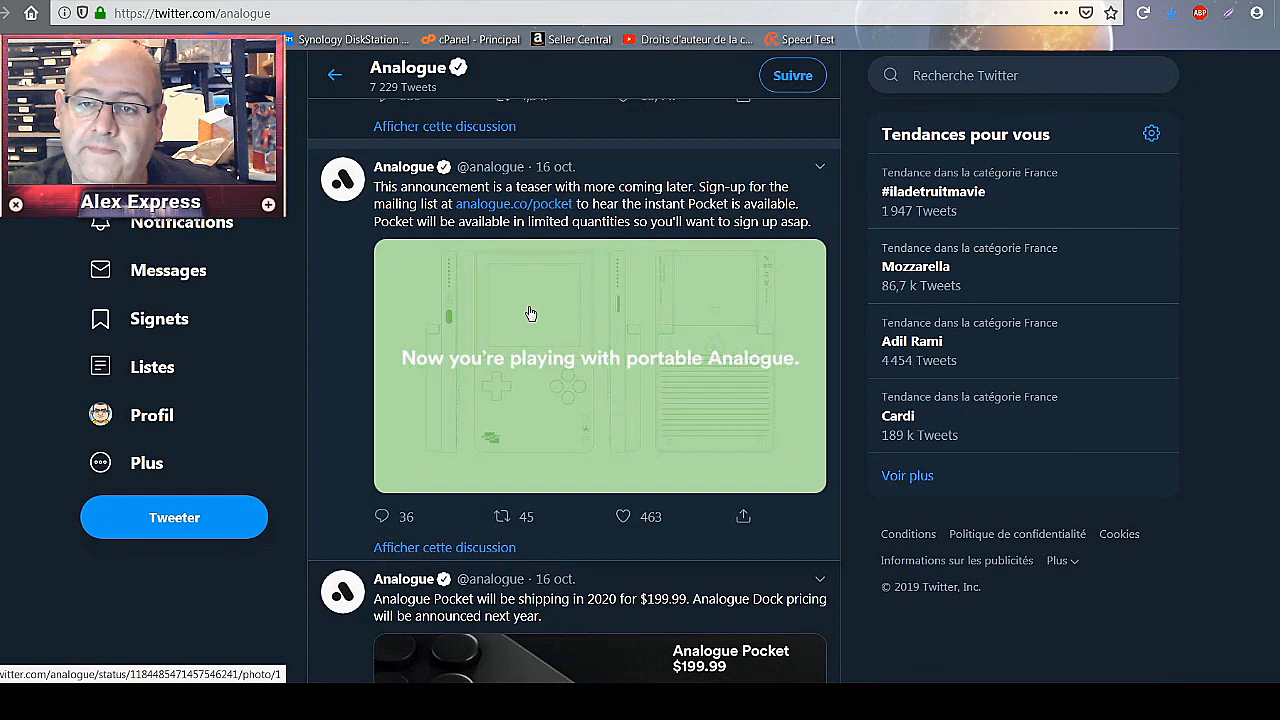 https://twitter.com/analogue
Synology DiskStation ...
cPanel - Principal
Seller Central
Droits d'auteur de la c...
Speed Test
ABP
Alex Express
Analogue
7 229 Tweets
Suivre
Recherche Twitter
Afficher cette discussion
Analogue @analogue · 16 oct.
This announcement is a teaser with more coming later. Sign-up for the
mailing list at analogue.co/pocket to hear the instant Pocket is available.
Pocket will be available in limited quantities so you'll want to sign up asap.
Now you're playing with portable Analogue.
36 45 463
Afficher cette discussion
Analogue @analogue · 16 oct.
Analogue Pocket will be shipping in 2020 for $199.99. Analogue Dock pricing
will be announced next year.
Analogue Pocket
$199.99
Notifications
Messages
Signets
Listes
Profil
Plus
Tweeter
Tendances pour vous
Tendance dans la catégorie France
#iladetruitmavie
1 947 Tweets
Tendance dans la catégorie France
Mozzarella
86,7 k Tweets
Tendance dans la catégorie France
Adil Rami
4 454 Tweets
Tendance dans la catégorie France
Cardi
189 k Tweets
Voir plus
Conditions Politique de confidentialité Cookies
Informations sur les publicités Plus
© 2019 Twitter, Inc.
witter.com/analogue/status/1184485471457546241/photo/1